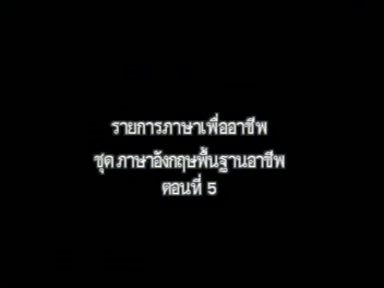 รายการภาษาเพื่ออาชีพ
ชุด ภาษาอังกฤษพื้นฐานอาชีพ
ตอนที่ 5